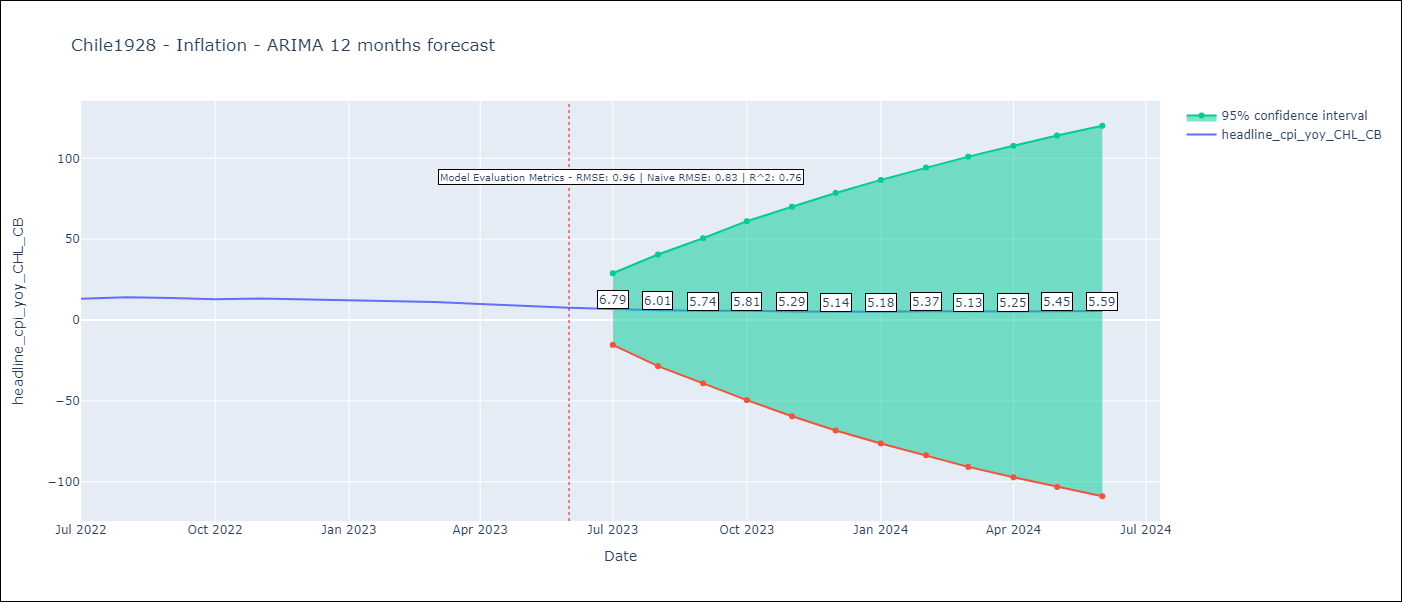 Chile1928 - Inflation - ARIMA 12 months forecast
95% confidence interval
headline_cpi_yoy_CHL_CB
Model Evaluation Metrics - RMSE: 0.96 | Naive RMSE: 0.83 | R^2: 0.76
headline_cpi_yoy_CHL_CB
100
50
0
−50
−100
6.79
6.01
5.74
5.81
5.29
5.14
5.18
5.37
5.13
5.25
5.45
5.59
Jul 2022
Oct 2022
Jan 2023
Apr 2023
Jul 2023
Oct 2023
Jan 2024
Apr 2024
Jul 2024
Date